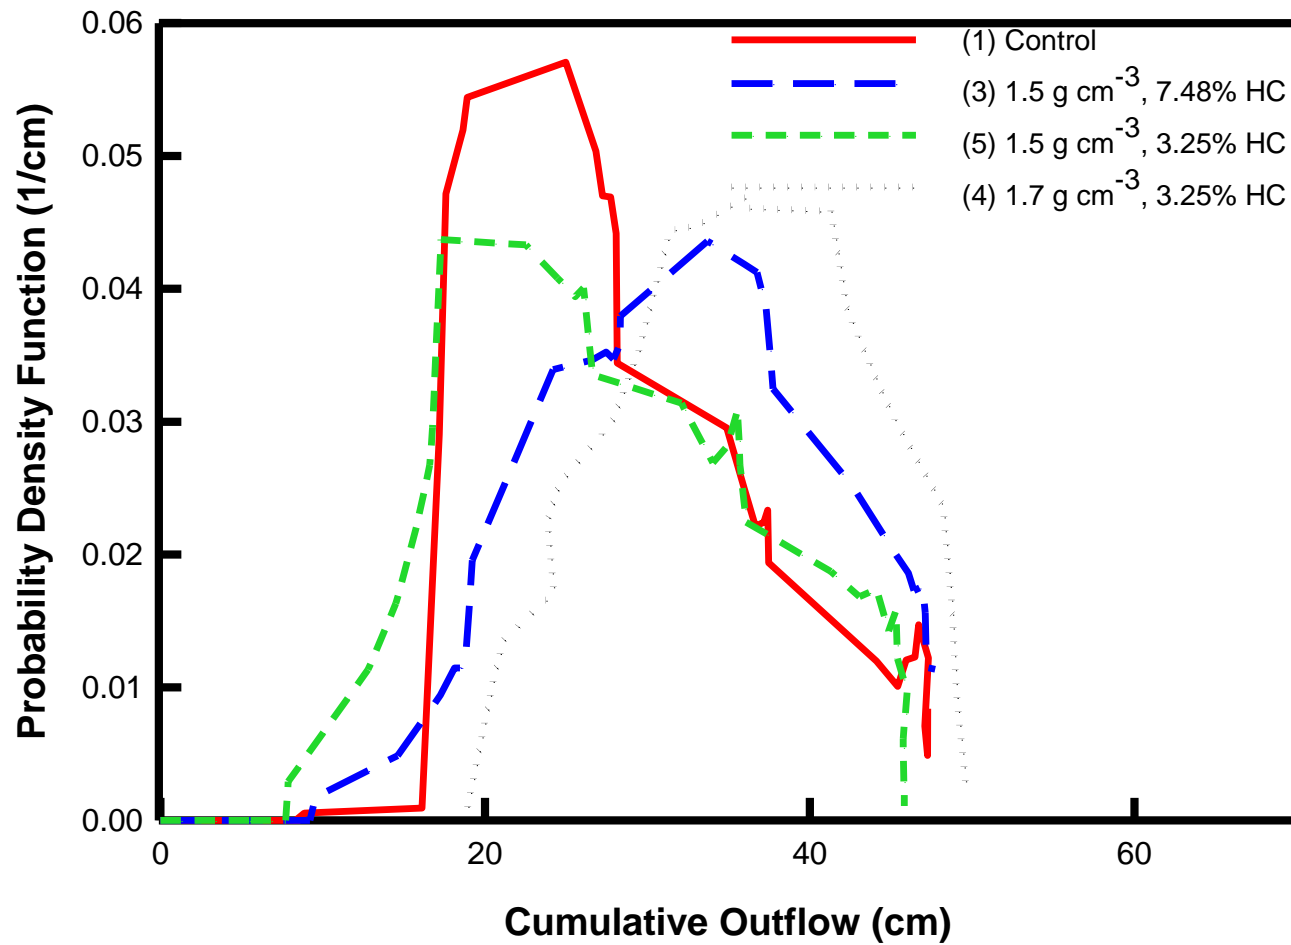 0.06
0.05
0.04
0.03
0.02
0.01
0.00
Probability Density Function (1/cm)
(1) Control
(3) 1.5 g cm⁻³, 7.48% HC
(5) 1.5 g cm⁻³, 3.25% HC
(4) 1.7 g cm⁻³, 3.25% HC
0 20 40 60
Cumulative Outflow (cm)